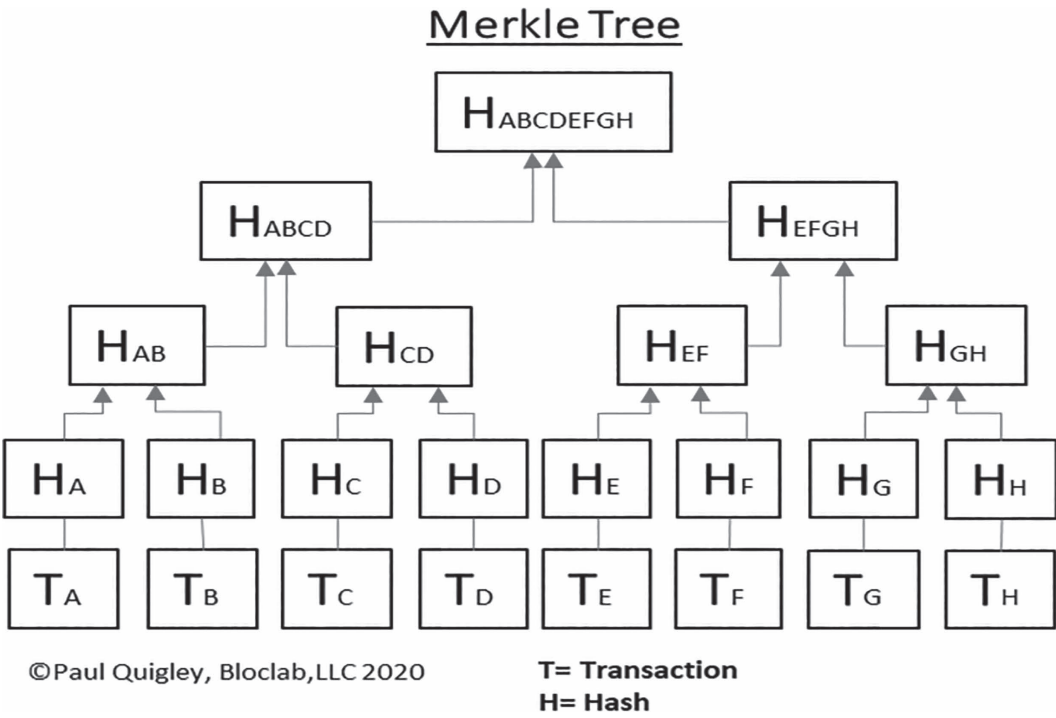 Merkle Tree
HABCDEFGH
HABCD HEFGH
HAB HCD HEF HGH
HA HB HC HD HE HF HG HH
TA TB TC TD TE TF TG TH
©Paul Quigley, Bloclab,LLC 2020 T= Transaction
H= Hash